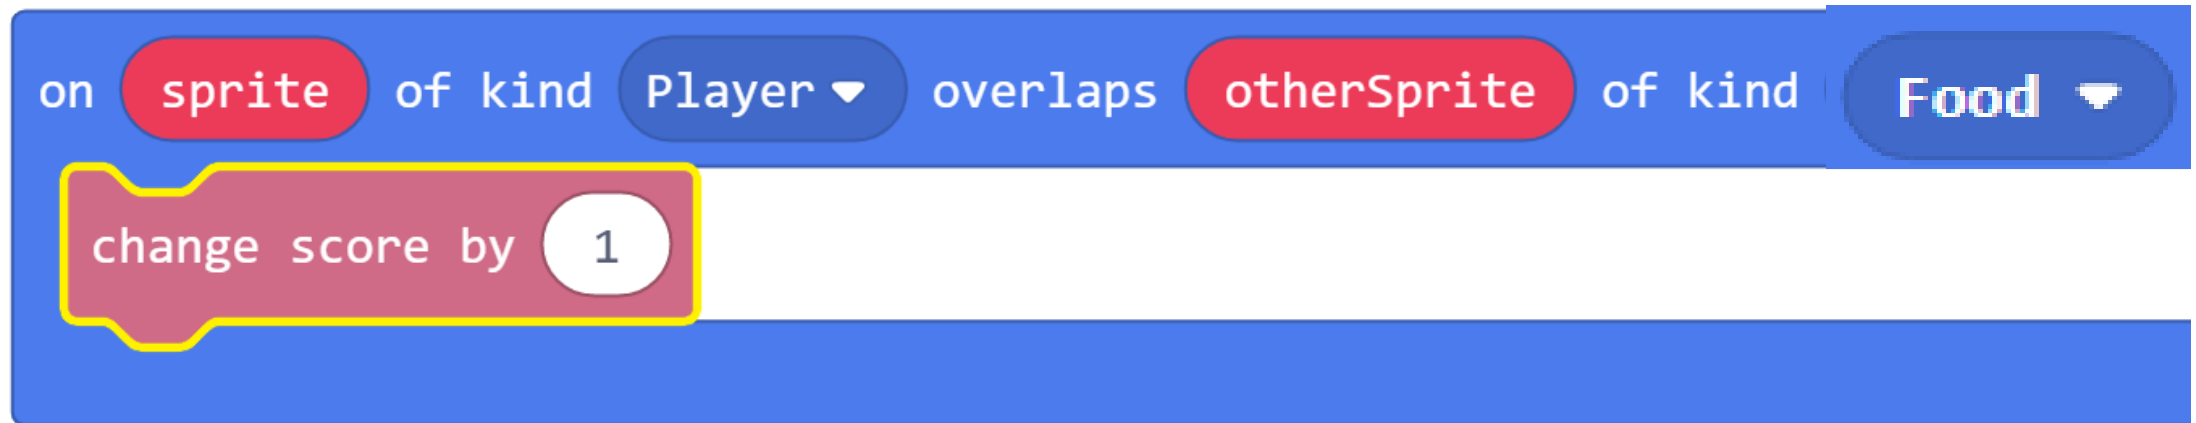 on sprite of kind Player overlaps otherSprite of kind Food
change score by 1